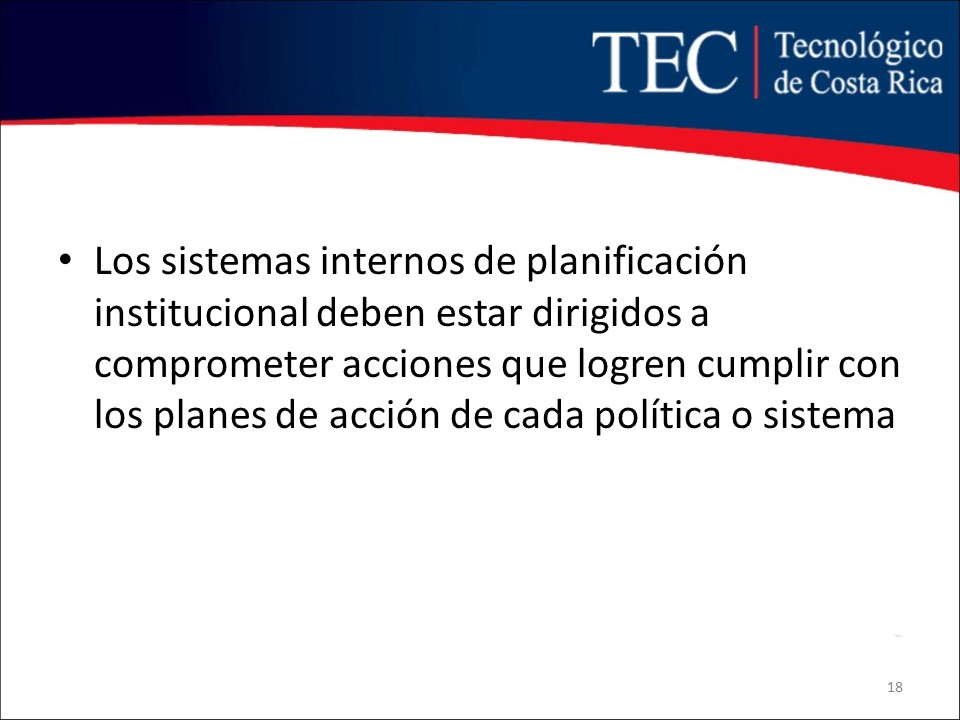 TEC
Tecnológico
de Costa Rica
• Los sistemas internos de planificación
institucional deben estar dirigidos a
comprometer acciones que logren cumplir con
los planes de acción de cada política o sistema
18